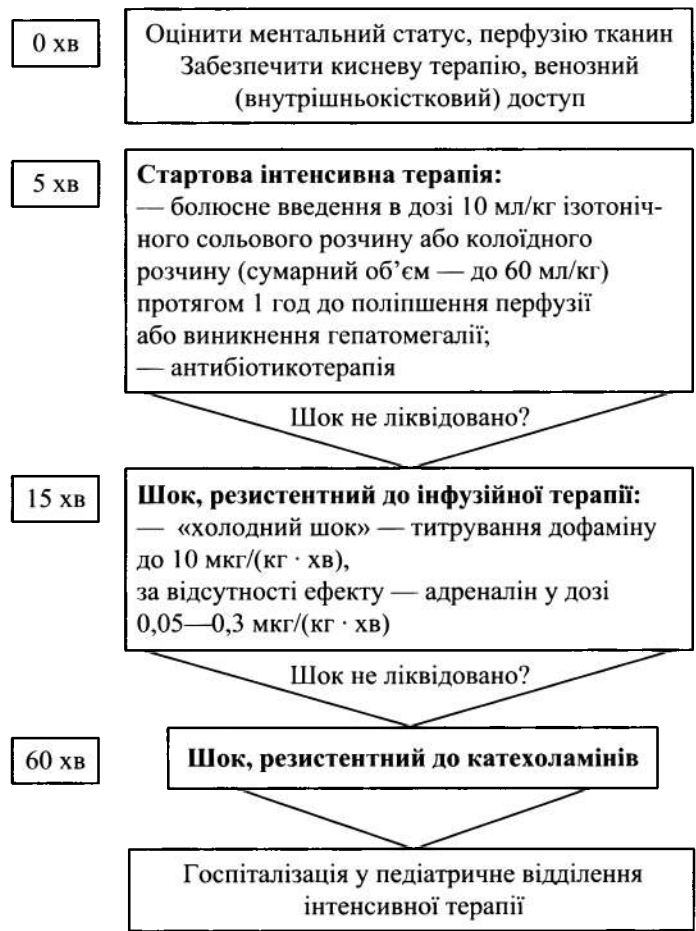 0 хв
Оцінити ментальний статус, перфузію тканин
Забезпечити кисневу терапію, венозний
(внутрішньокістковий) доступ
5 хв
Стартова інтенсивна терапія:
— болюсне введення в дозі 10 мл/кг ізотоніч-
ного сольового розчину або колоїдного
розчину (сумарний об’єм — до 60 мл/кг)
протягом 1 год до поліпшення перфузії
або виникнення гепатомегалії;
— антибіотикотерапія
Шок не ліквідовано?
15 хв
Шок, резистентний до інфузійної терапії:
— «холодний шок» — титрування дофаміну
до 10 мкг/(кг · хв),
за відсутності ефекту — адреналін у дозі
0,05—0,3 мкг/(кг · хв)
Шок не ліквідовано?
60 хв
Шок, резистентний до катехоламінів
Госпіталізація у педіатричне відділення
інтенсивної терапії